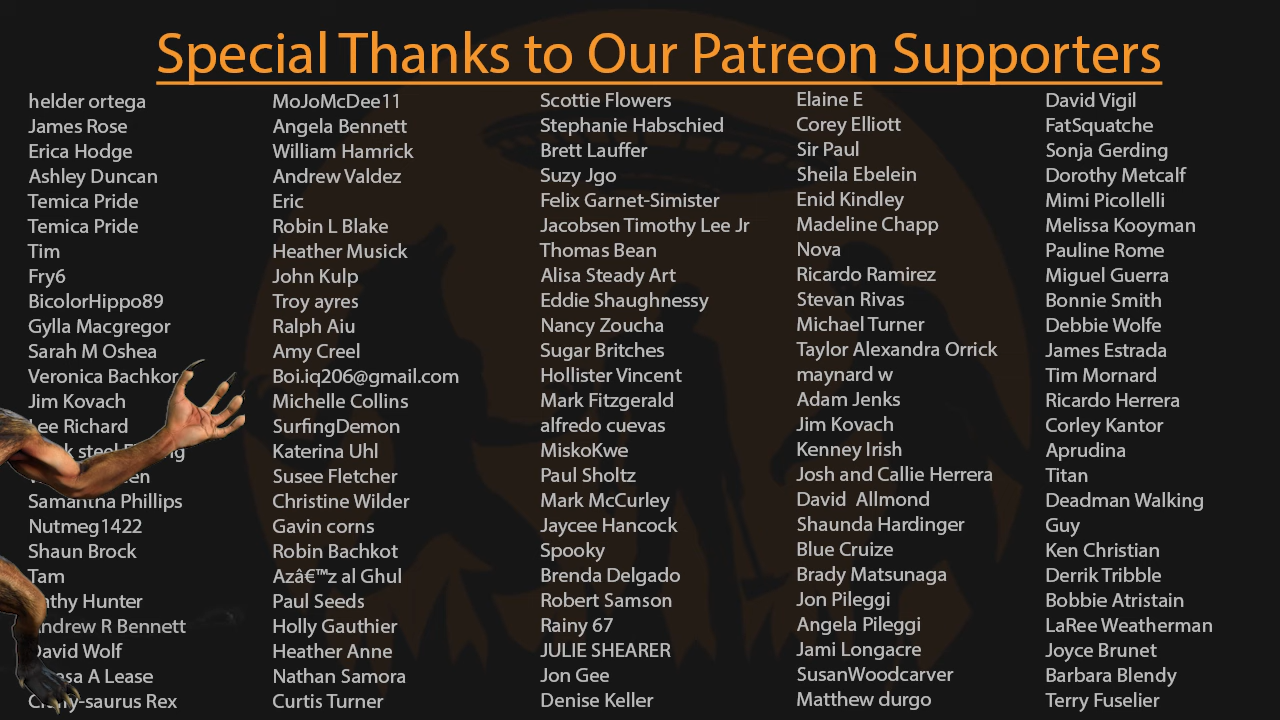 Special Thanks to Our Patreon Supporters
helder ortega
James Rose
Erica Hodge
Ashley Duncan
Temica Pride
Temica Pride
Tim
Fry6
BicolorHippo89
Gylla Macgregor
Sarah M Oshea
Veronica Bachkor
Jim Kovach
Lee Richard
Samantha Phillips
Nutmeg1422
Shaun Brock
Tam
Hunter
Andrew R Bennett
David Wolf
A Lease
Rex
MoJoMcDee11
Angela Bennett
William Hamrick
Andrew Valdez
Eric
Robin L Blake
Heather Musick
John Kulp
Troy ayres
Ralph Aiu
Amy Creel
Boi.iq206@gmail.com
Michelle Collins
SurfingDemon
Katerina Uhl
Susee Fletcher
Christine Wilder
Gavin corns
Robin Bachkot
Azâ€™z al Ghul
Paul Seeds
Holly Gauthier
Heather Anne
Nathan Samora
Curtis Turner
Scottie Flowers
Stephanie Habschied
Brett Lauffer
Suzy Jgo
Felix Garnet-Simister
Jacobsen Timothy Lee Jr
Thomas Bean
Alisa Steady Art
Eddie Shaughnessy
Nancy Zoucha
Sugar Britches
Hollister Vincent
Mark Fitzgerald
alfredo cuevas
MiskoKwe
Paul Sholtz
Mark McCurley
Jaycee Hancock
Spooky
Brenda Delgado
Robert Samson
Rainy 67
JULIE SHEARER
Jon Gee
Denise Keller
Elaine E
Corey Elliott
Sir Paul
Sheila Ebelein
Enid Kindley
Madeline Chapp
Nova
Ricardo Ramirez
Stevan Rivas
Michael Turner
Taylor Alexandra Orrick
maynard w
Adam Jenks
Jim Kovach
Kenney Irish
Josh and Callie Herrera
David  Allmond
Shaunda Hardinger
Blue Cruize
Brady Matsunaga
Jon Pileggi
Angela Pileggi
Jami Longacre
SusanWoodcarver
Matthew durgo
David Vigil
FatSquatche
Sonja Gerding
Dorothy Metcalf
Mimi Picollelli
Melissa Kooyman
Pauline Rome
Miguel Guerra
Bonnie Smith
Debbie Wolfe
James Estrada
Tim Mornard
Ricardo Herrera
Corley Kantor
Aprudina
Titan
Deadman Walking
Guy
Ken Christian
Derrik Tribble
Bobbie Atristain
LaRee Weatherman
Joyce Brunet
Barbara Blendy
Terry Fuselier